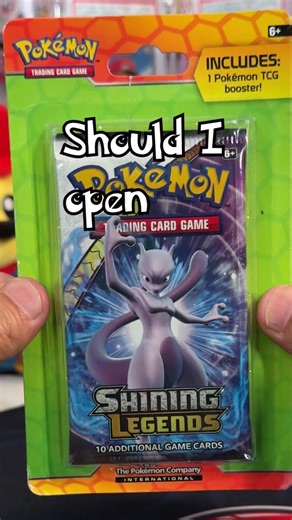 POKéMON
TRADING CARD GAME
6+
INCLUDES:
1 Pokémon TCG
booster!
Should I
open
6+
POKéMON
TRADING CARD GAME
SHINING
LEGENDS
10 ADDITIONAL GAME CARDS
The Pokémon Company
INTERNATIONAL